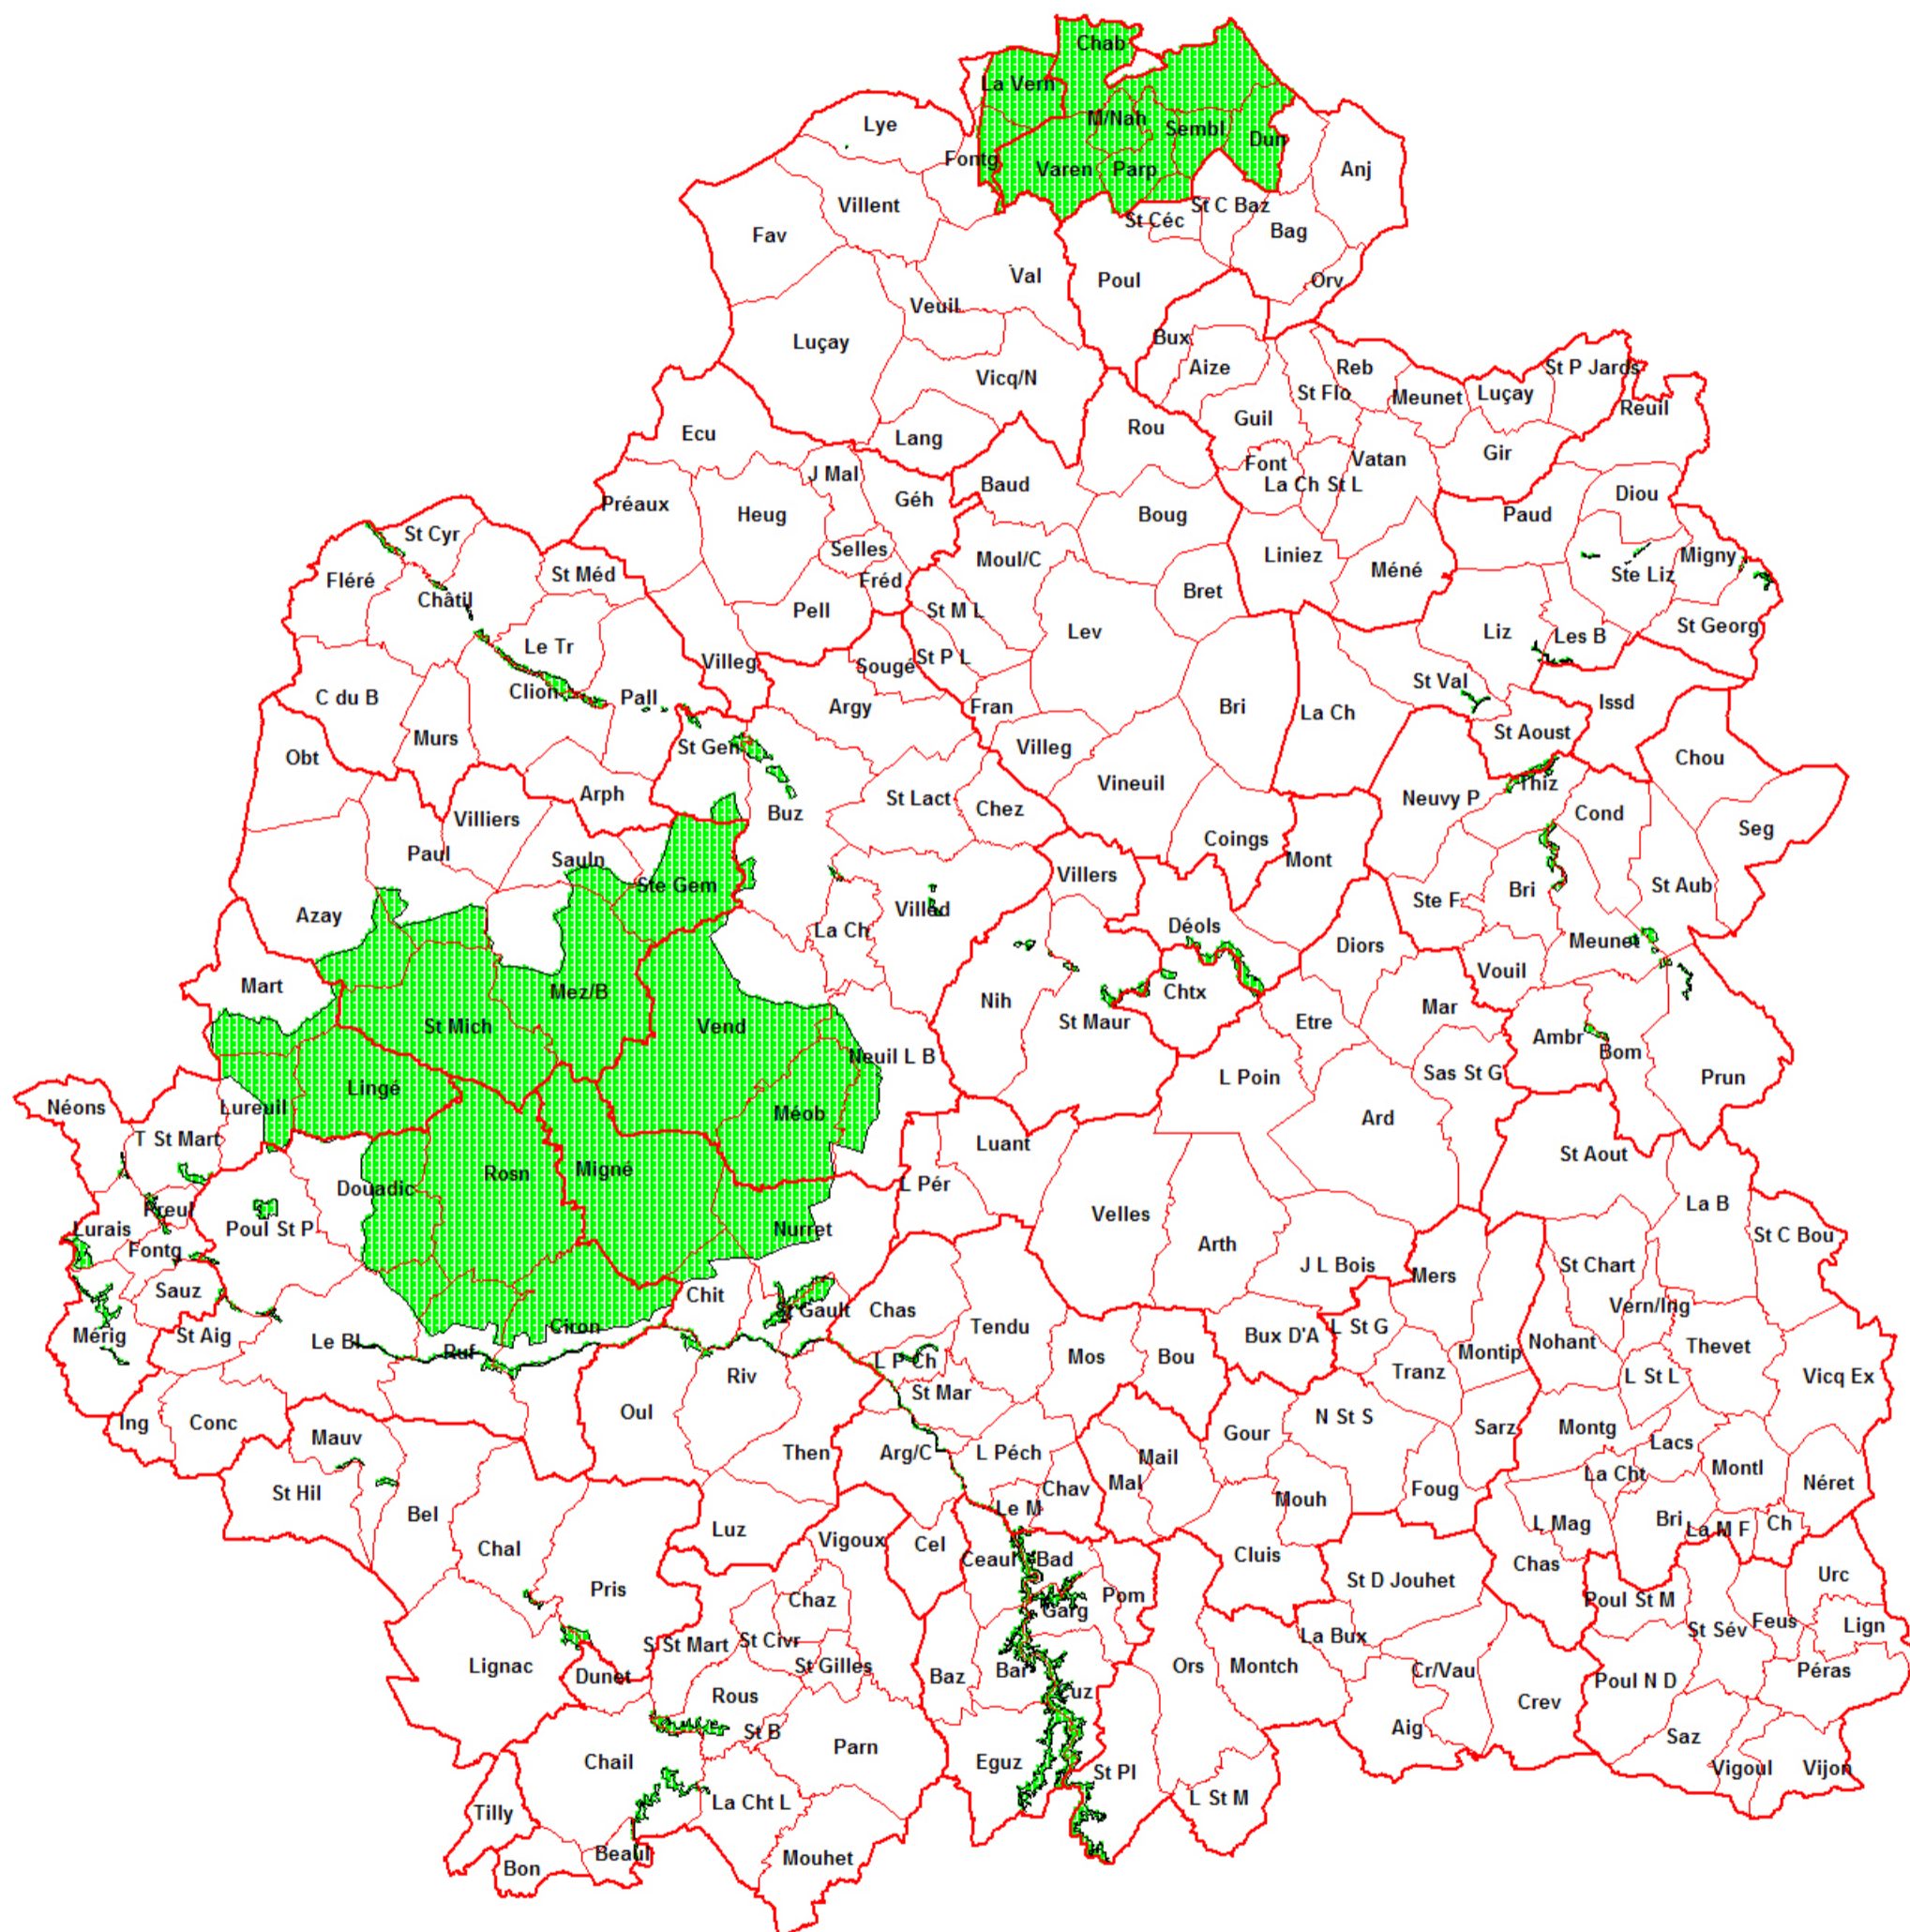 Chab
La Vern
M/Nah
Sembl
Dun
Lye
Fontg
Varen
Parp
Anj
Villent
St C Baz
St Céc
Bag
Fav
Val
Poul
Orv
Veuil
Luçay
Bux
Aize
Reb
St P Jards
Vicq/N
St Flo
Meunet
Luçay
Reuil
Ecu
Lang
Rou
Guil
Gir
J Mal
Font
Vatan
La Ch St L
Baud
Géh
Diou
Préaux
Heug
Boug
Paud
St Cyr
Selles
Moul/C
Liniez
Migny
Fléré
St Méd
Fréd
Méné
Ste Liz
Châtil
Pell
St M L
Bret
Lev
Liz
Les B
St Georg
Le Tr
Villeg
Sougé
St P L
St Val
C du B
Clion
Pall
Argy
Fran
Bri
La Ch
Issd
Murs
St Gen
Villeg
St Aoust
Obt
Vineuil
Chou
Arph
Buz
St Lact
Chez
Neuvy P
Thiz
Cond
Villiers
Seg
Paul
Sauln
Coings
Mont
Ste Gem
Villers
Bri
St Aub
Azay
Villed
Ste F
La Ch
Déols
Diors
Meunet
Mart
Mez/B
Chtx
Vouil
Nih
St Mich
Vend
St Maur
Etre
Mar
Ambr
Neuil L B
Bom
Lingé
L Poin
Sas St G
Prun
Néons
Lureuil
Méob
Ard
T St Mart
Luant
St Aout
Rosn
Migné
Douadic
L Pér
Preul
La B
Lurais
Poul St P
Nurret
Velles
St C Bou
Fontg
Arth
J L Bois
St Chart
Sauz
Chit
Mers
St Gault
Chas
Vern/Ing
Mérig
St Aig
Le Bl
Ciron
Tendu
L St G
Bux D'A
Ruf
L P Ch
Mos
Bou
Montip
Nohant
Thevet
Riv
St Mar
Tranz
L St L
Vicq Ex
Ing
Conc
Oul
N St S
Mauv
Then
Arg/C
L Péch
Mail
Gour
Sarz
Montg
Lacs
St Hil
Chav
Mal
Mouh
Foug
La Cht
Montl
Néret
Bel
Le M
Luz
Vigoux
Cel
L Mag
Bri
La M F
Ch
Chal
Ceaul
Bad
Cluis
Chas
Pris
Chaz
Pom
St D Jouhet
Urc
Garg
Poul St M
S St Mart
St Civr
La Bux
St Sév
Feus
Lign
Lignac
Dunet
St Gilles
Baz
Bar
Ors
Montch
Cr/Vau
Péras
Rous
Cuz
Crev
Poul N D
St B
Parn
Aig
Saz
Chail
Eguz
St Pl
Vigoul
Vijon
Tilly
La Cht L
L St M
Beaul
Mouhet
Bon